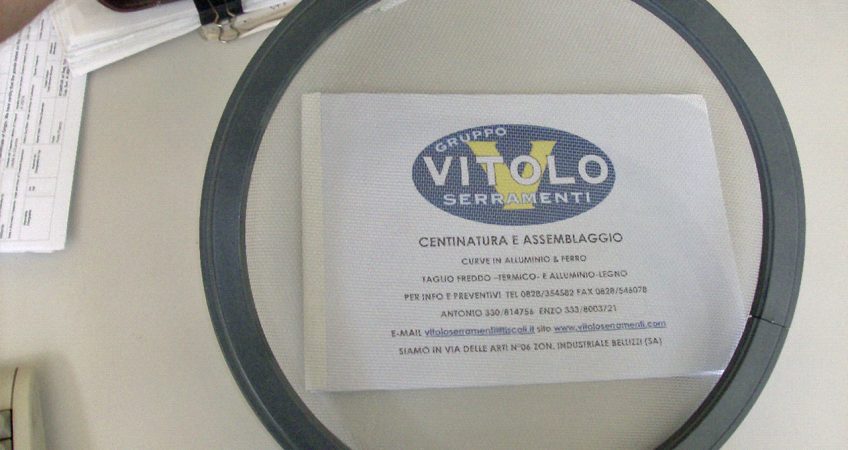 GRUPPO
VITOLO
SERRAMENTI
CENTINATURA E ASSEMBLAGGIO
CURVE IN ALLUMINIO & FERRO
TAGLIO FREDDO -TERMICO- E ALLUMINIO-LEGNO
PER INFO E PREVENTIVI TEL 0828/354582 FAX 0828/546078
ANTONIO 330/814756 ENZO 333/8003721
E-MAIL vitoloserramenti@tiscali.it sito www.vitoloserramenti.com
SIAMO IN VIA DELLE ARTI N°06 ZON. INDUSTRIALE BELLIZZI (SA)